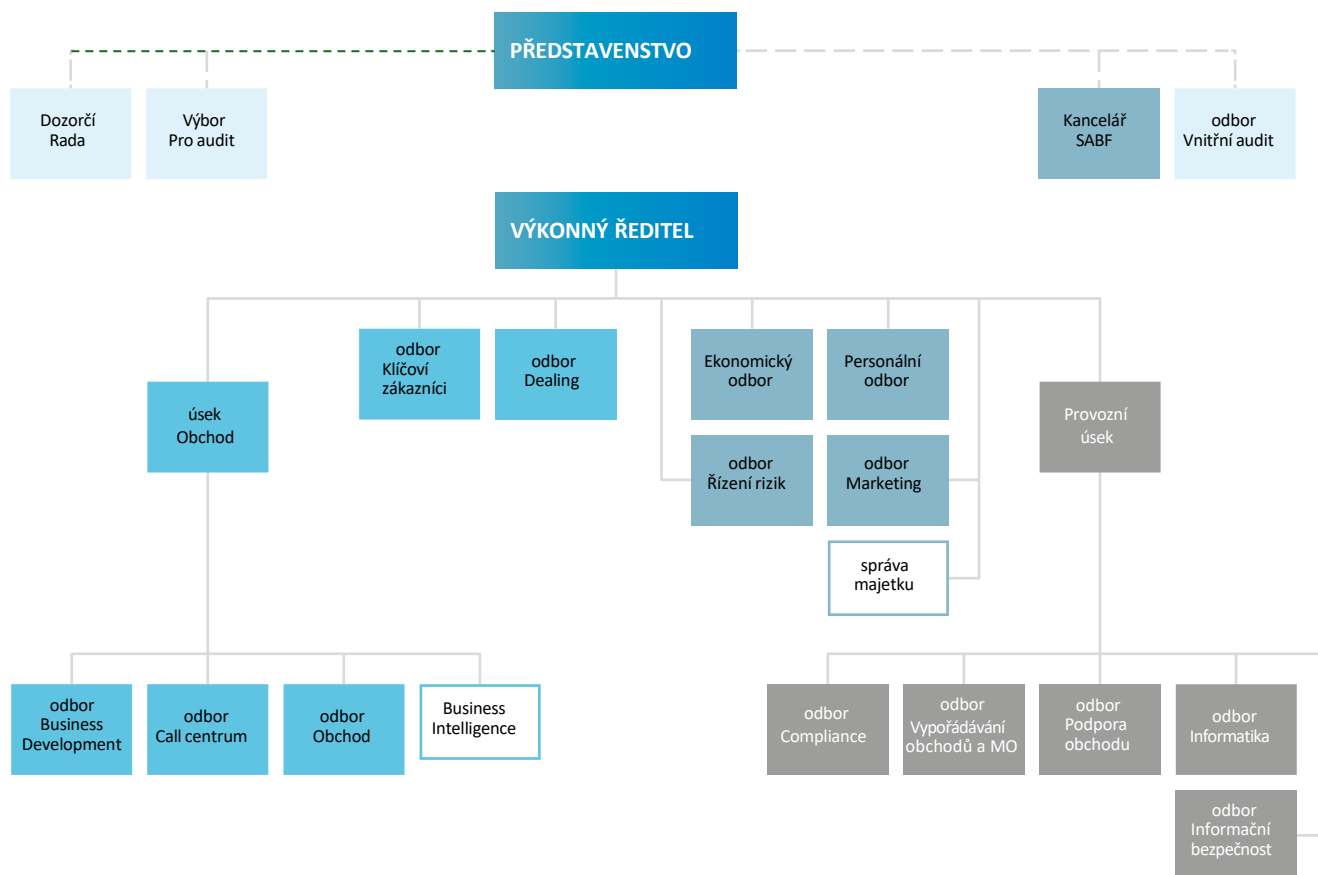 PŘEDSTAVENSTVO
Dozorčí
Rada
Výbor
Pro audit
Kancelář
SABF
odbor
Vnitřní audit
VÝKONNÝ ŘEDITEL
odbor
Klíčoví
zákazníci
odbor
Dealing
Ekonomický
odbor
Personální
odbor
úsek
Obchod
Provozní
úsek
odbor
Řízení rizik
odbor
Marketing
správa
majetku
odbor
Business
Development
odbor
Call centrum
odbor
Obchod
Business
Intelligence
odbor
Compliance
odbor
Vypořádávání
obchodů a MO
odbor
Podpora
obchodu
odbor
Informatika
odbor
Informační
bezpečnost